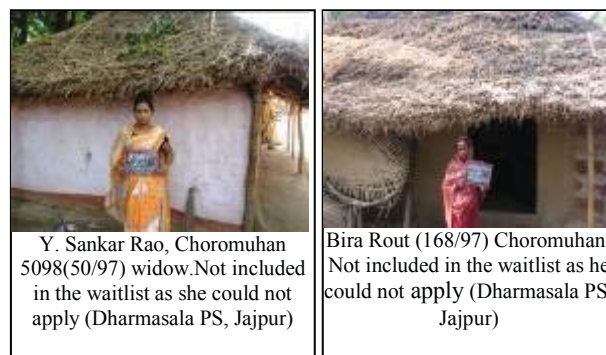 Y. Sankar Rao, Choromuhan
5098(50/97) widow.Not included
in the waitlist as she could not
apply (Dharmasala PS, Jajpur)
Bira Rout (168/97) Choromuhan
Not included in the waitlist as he
could not apply (Dharmasala PS
Jajpur)